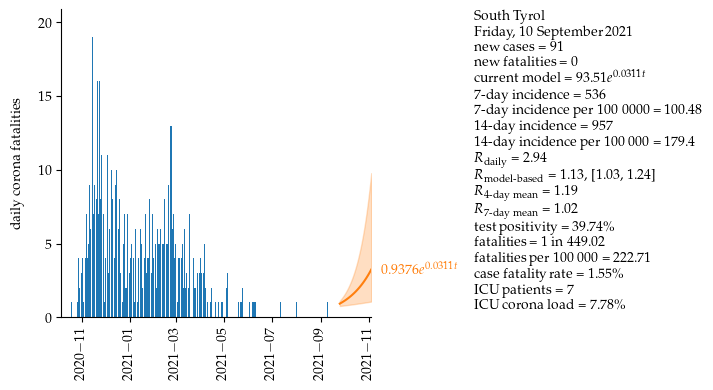 20
15
10
5
0
daily corona fatalities
2020−11
2021−01
2021−03
2021−05
2021−07
2021−09
2021−11
0.9376e^0.0311t
South Tyrol
Friday, 10 September 2021
new cases = 91
new fatalities = 0
current model = 93.51e^0.0311t
7-day incidence = 536
7-day incidence per 100 0000 = 100.48
14-day incidence = 957
14-day incidence per 100 000 = 179.4
R_daily = 2.94
R_model-based = 1.13, [1.03, 1.24]
R_4-day mean = 1.19
R_7-day mean = 1.02
test positivity = 39.74%
fatalities = 1 in 449.02
fatalities per 100 000 = 222.71
case fatality rate = 1.55%
ICU patients = 7
ICU corona load = 7.78%